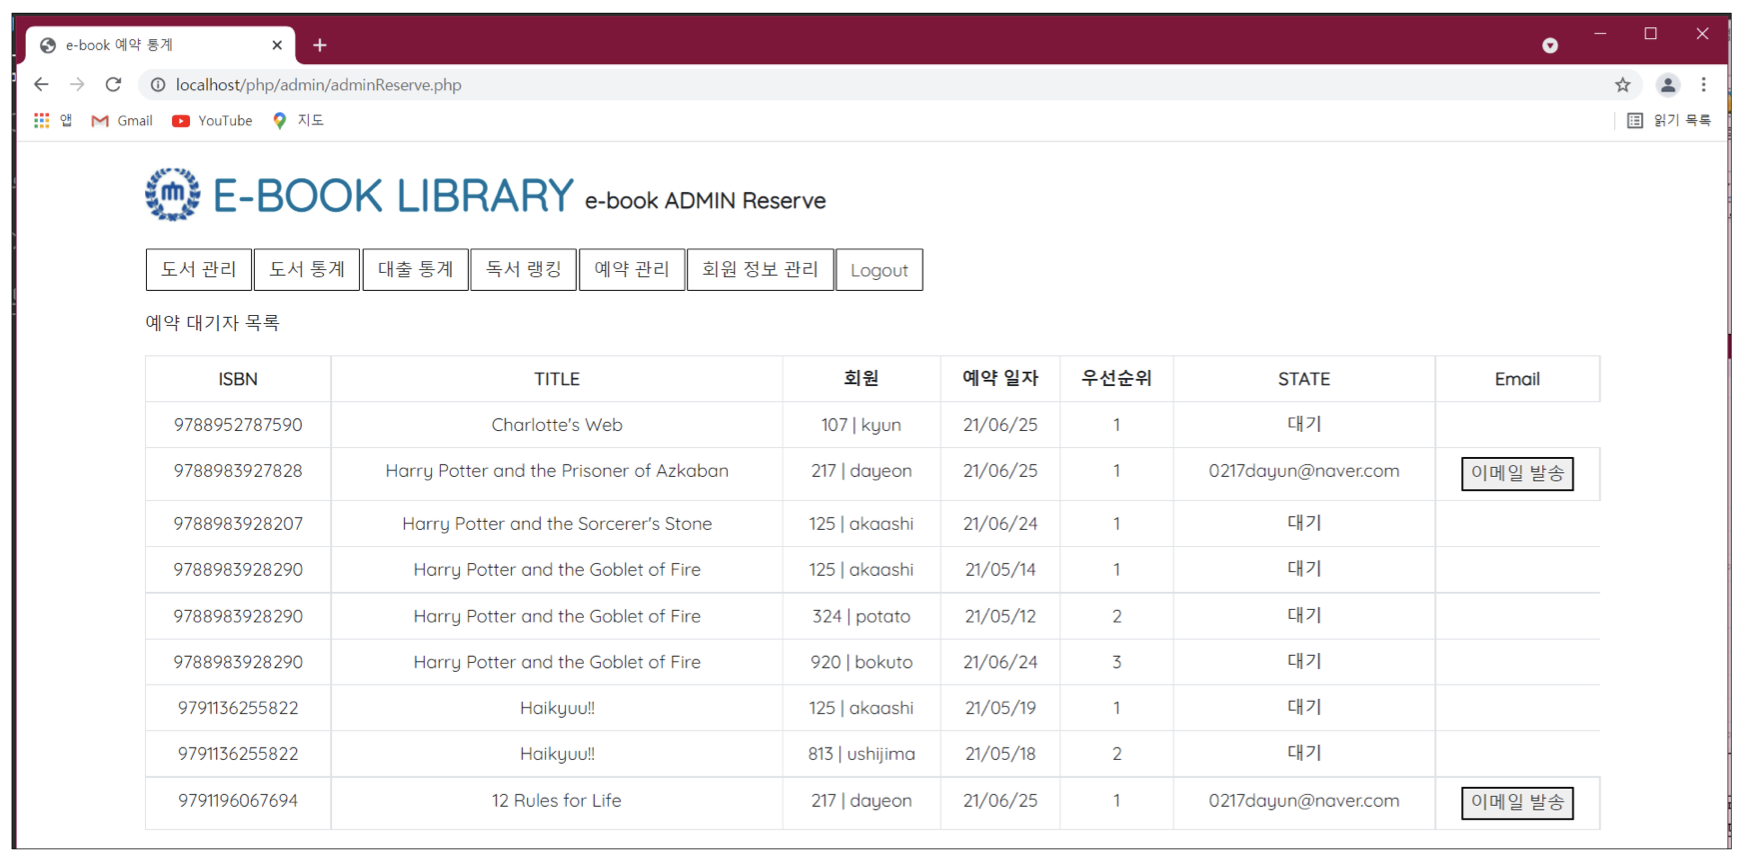 e-book 예약 통계
localhost/php/admin/adminReserve.php
앱 Gmail YouTube 지도 읽기 목록
E-BOOK LIBRARY e-book ADMIN Reserve
도서 관리 도서 통계 대출 통계 독서 랭킹 예약 관리 회원 정보 관리 Logout
예약 대기자 목록
ISBN TITLE 회원 예약 일자 우선순위 STATE Email
9788952787590 Charlotte's Web 107 | kyun 21/06/25 1 대기
9788983927828 Harry Potter and the Prisoner of Azkaban 217 | dayeon 21/06/25 1 0217dayun@naver.com 이메일 발송
9788983928207 Harry Potter and the Sorcerer's Stone 125 | akaashi 21/06/24 1 대기
9788983928290 Harry Potter and the Goblet of Fire 125 | akaashi 21/05/14 1 대기
9788983928290 Harry Potter and the Goblet of Fire 324 | potato 21/05/12 2 대기
9788983928290 Harry Potter and the Goblet of Fire 920 | bokuto 21/06/24 3 대기
9791136255822 Haikyuu!! 125 | akaashi 21/05/19 1 대기
9791136255822 Haikyuu!! 813 | ushijima 21/05/18 2 대기
9791196067694 12 Rules for Life 217 | dayeon 21/06/25 1 0217dayun@naver.com 이메일 발송